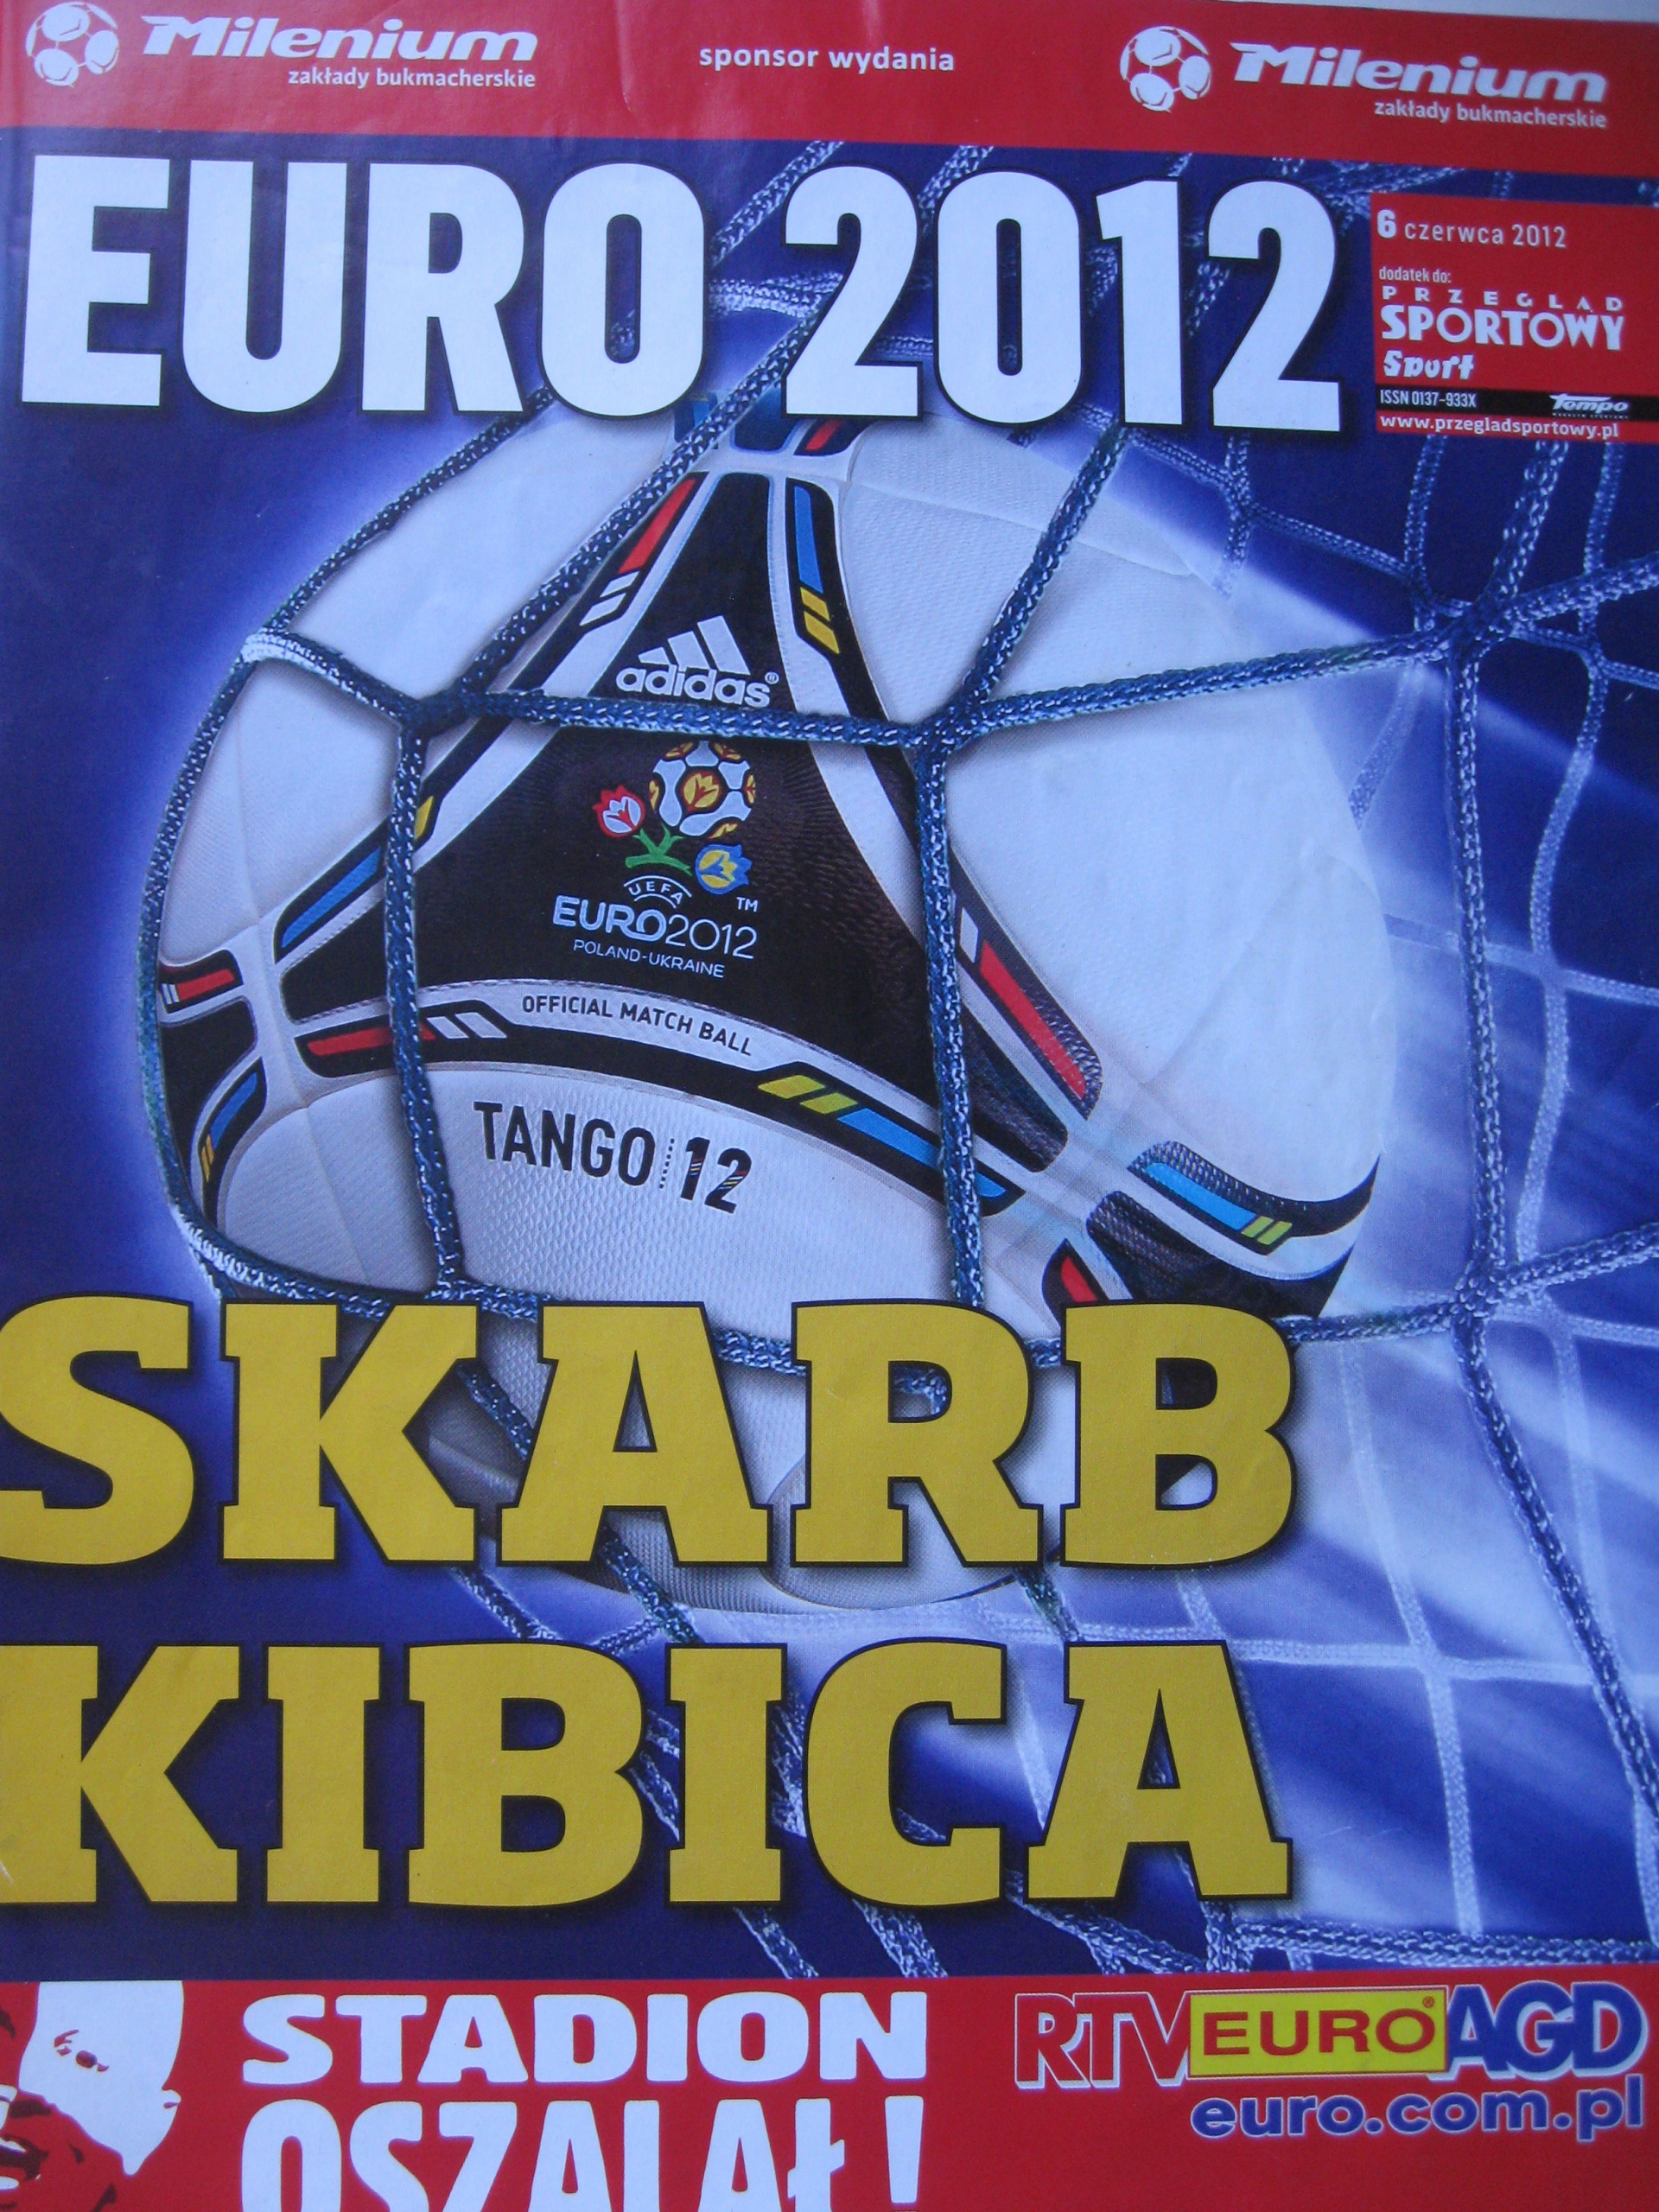 Milenium
zakłady bukmacherskie
sponsor wydania
Milenium
zakłady bukmacherskie
EURO 2012
6 czerwca 2012
dodatek do:
PRZEGLĄD
SPORTOWY
Sport
ISSN 0137-933X
Tempo
www.przegladsportowy.pl
adidas®
UEFA
EURO2012™
POLAND-UKRAINE
OFFICIAL MATCH BALL
TANGO 12
SKARB
KIBICA
STADION
OSZALAŁ!
RTV EURO® AGD
euro.com.pl